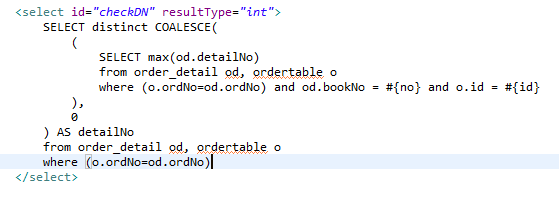 <select id="checkDN" resultType="int">
SELECT distinct COALESCE(
(
SELECT max(od.detailNo)
from order_detail od, ordertable o
where (o.ordNo=od.ordNo) and od.bookNo = #{no} and o.id = #{id}
),
0
) AS detailNo
from order_detail od, ordertable o
where (o.ordNo=od.ordNo)
</select>